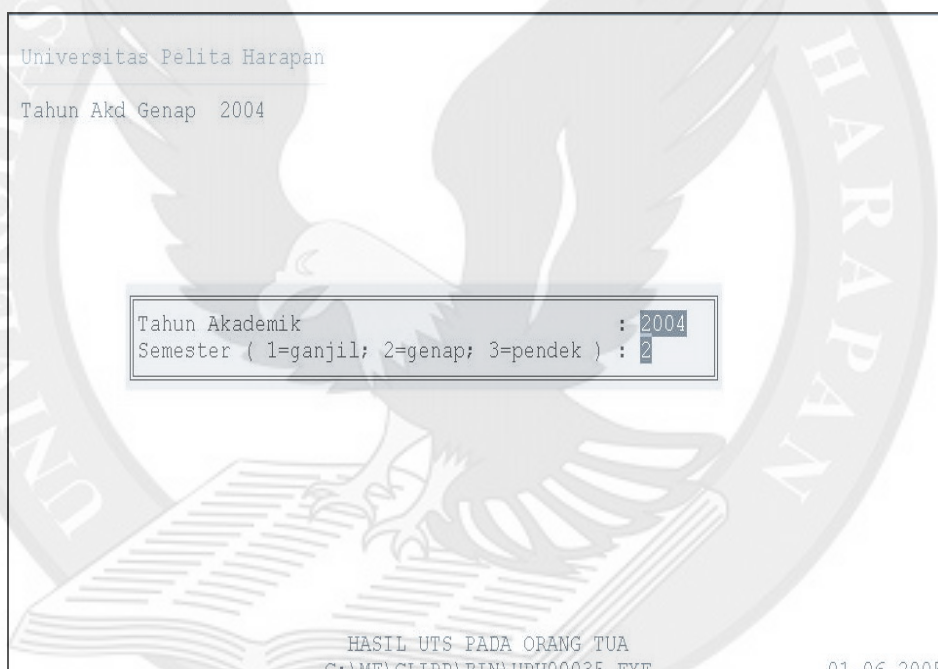 Universitas Pelita Harapan
Tahun Akd Genap 2004
HARAPAN
Tahun Akademik : 2004
Semester ( 1=ganjil; 2=genap; 3=pendek ) : 2
HASIL UTS PADA ORANG TUA